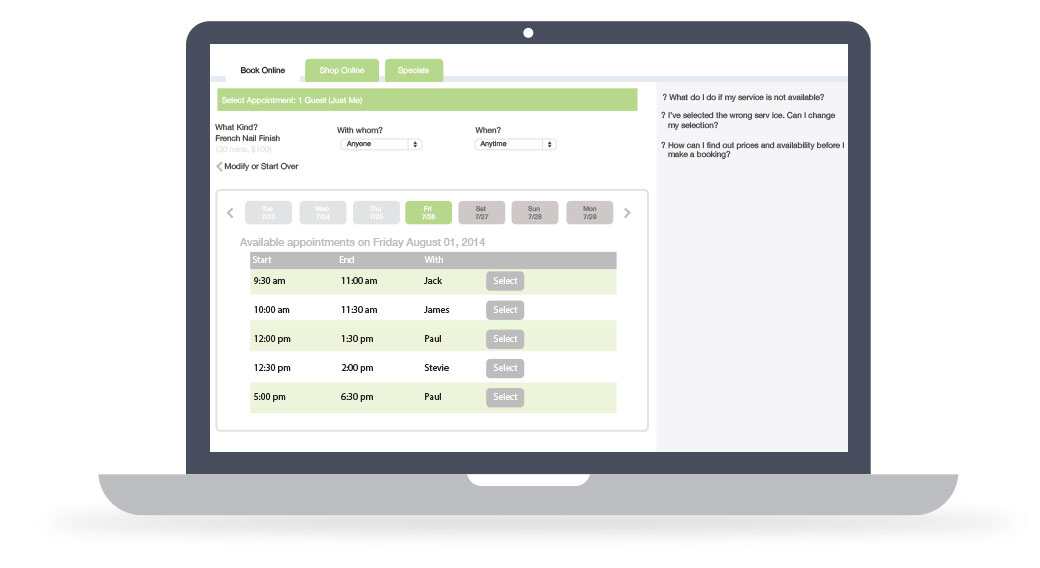 Book Online Shop Online Specials
Select Appointment: 1 Guest (Just Me)
What Kind?
French Nail Finish
(30 mins, $100)
With whom?
Anyone
When?
Anytime
Modify or Start Over
Tue Wed Thu Fri Sat Sun Mon
7/23 7/24 7/25 7/26 7/27 7/28 7/29
Available appointments on Friday August 01, 2014
Start End With
9:30 am 11:00 am Jack Select
10:00 am 11:30 am James Select
12:00 pm 1:30 pm Paul Select
12:30 pm 2:00 pm Stevie Select
5:00 pm 6:30 pm Paul Select
? What do I do if my service is not available?
? I've selected the wrong serv ice. Can I change
my selection?
? How can I find out prices and availability before I
make a booking?